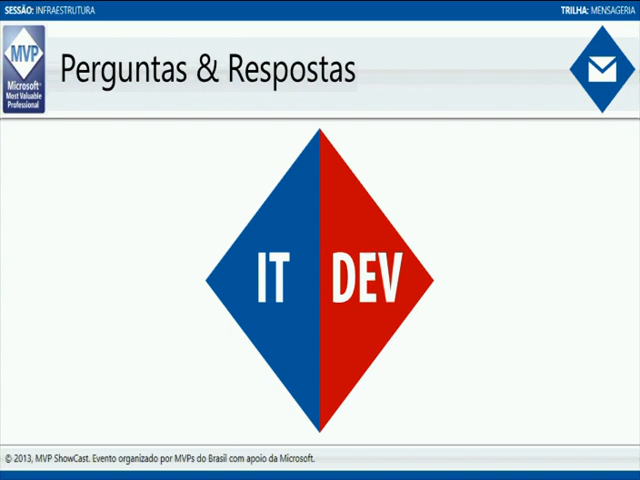 SESSÃO: INFRAESTRUTURA
TRILHA: MENSAGERIA
MVP
Microsoft®
Most Valuable
Professional
Perguntas & Respostas
IT DEV
© 2013, MVP ShowCast. Evento organizado por MVPs do Brasil com apoio da Microsoft.